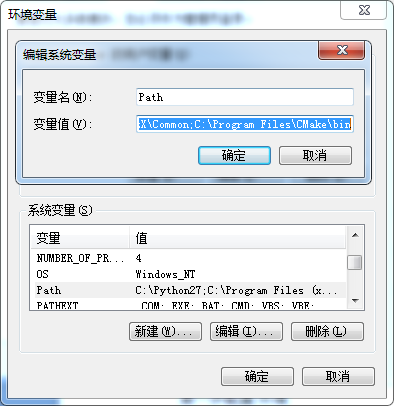 环境变量
编辑系统变量
变量名(N):
Path
变量值(V):
X\Common;C:\Program Files\CMake\bin
确定
取消
系统变量(S)
变量 值
NUMBER_OF_PR... 4
OS Windows_NT
Path C:\Python27;C:\Program Files (x...
PATHEXT .COM;.EXE;.BAT;.CMD;.VBS;.VBE;
新建(W)...
编辑(I)...
删除(L)
确定
取消